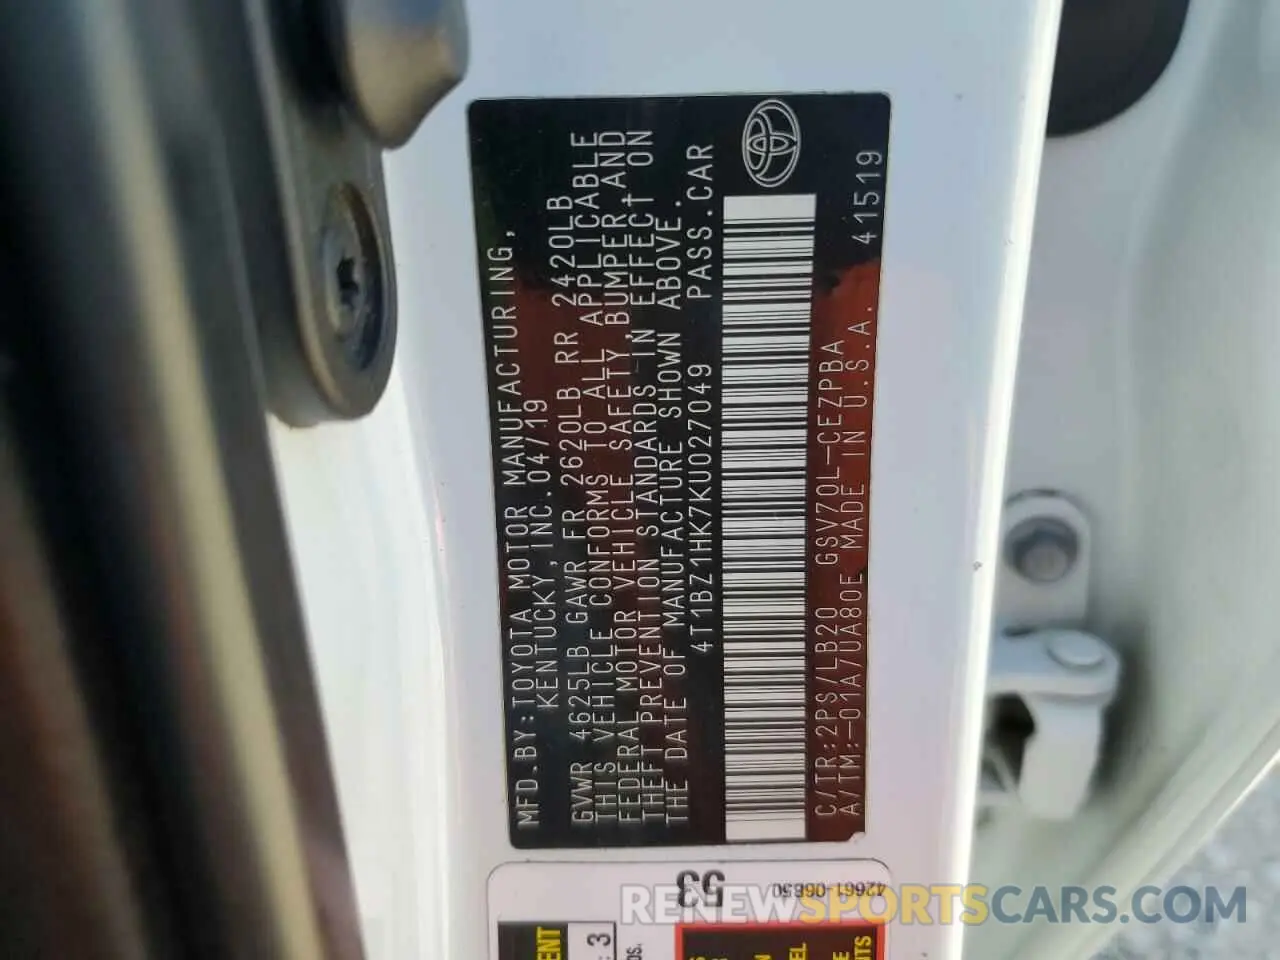 MFD.BY:TOYOTA MOTOR MANUFACTURING,
KENTUCKY,INC.04/19
GVWR 4625LB GAWR FR 2620LB RR 2420LB
THIS VEHICLE CONFORMS TO ALL APPLICABLE
FEDERAL MOTOR VEHICLE SAFETY,BUMPER,AND
THEFT PREVENTION STANDARDS IN EFFECT ON
THE DATE OF MANUFACTURE SHOWN ABOVE.
4T1BZ1HK7KU027049 PASS.CAR
C/TR:2PS/LB20 GSV70L-CEZPBA 41519
A/TM:-01A/UA80E MADE IN U.S.A.
53
42661-06B50
3
RENEWSPORTSCARS.COM